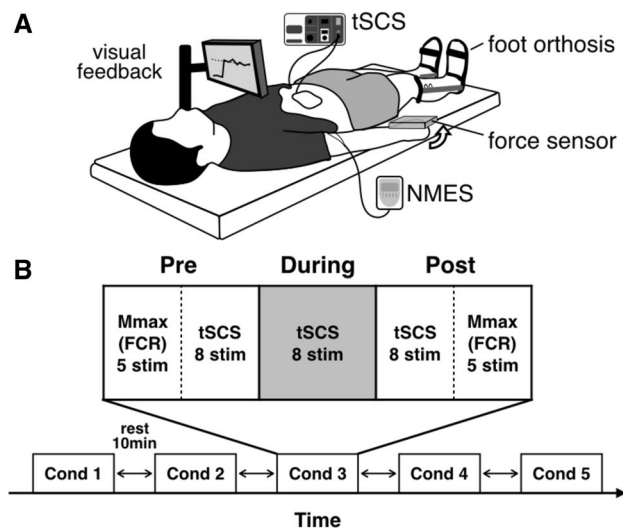 A
tSCS
visual
feedback
foot orthosis
force sensor
NMES
B
Pre During Post
Mmax
(FCR)
5 stim
tSCS
8 stim
tSCS
8 stim
tSCS
8 stim
Mmax
(FCR)
5 stim
rest
10min
Cond 1 Cond 2 Cond 3 Cond 4 Cond 5
Time